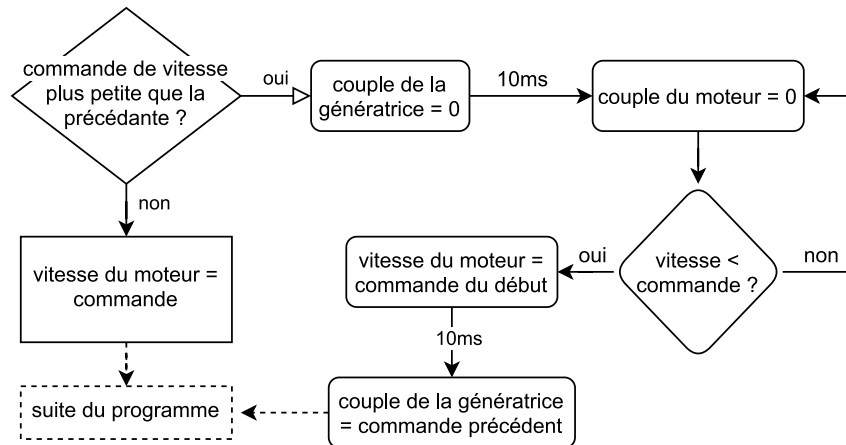 commande de vitesse
plus petite que la
précédante ?
oui
couple de la
génératrice = 0
10ms
couple du moteur = 0
non
vitesse du moteur =
commande
vitesse du moteur =
commande du début
oui
vitesse <
commande ?
non
10ms
suite du programme
couple de la génératrice
= commande précédent